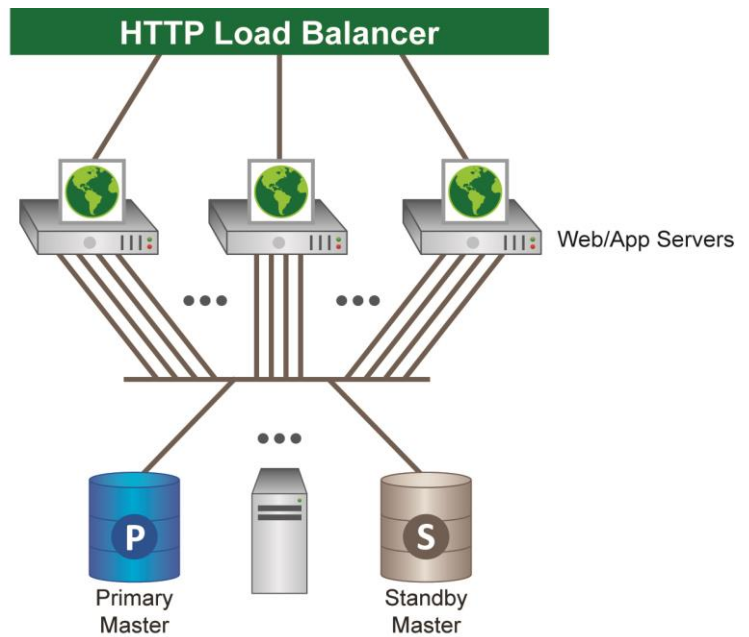 HTTP Load Balancer
Web/App Servers
P
S
Primary
Master
Standby
Master